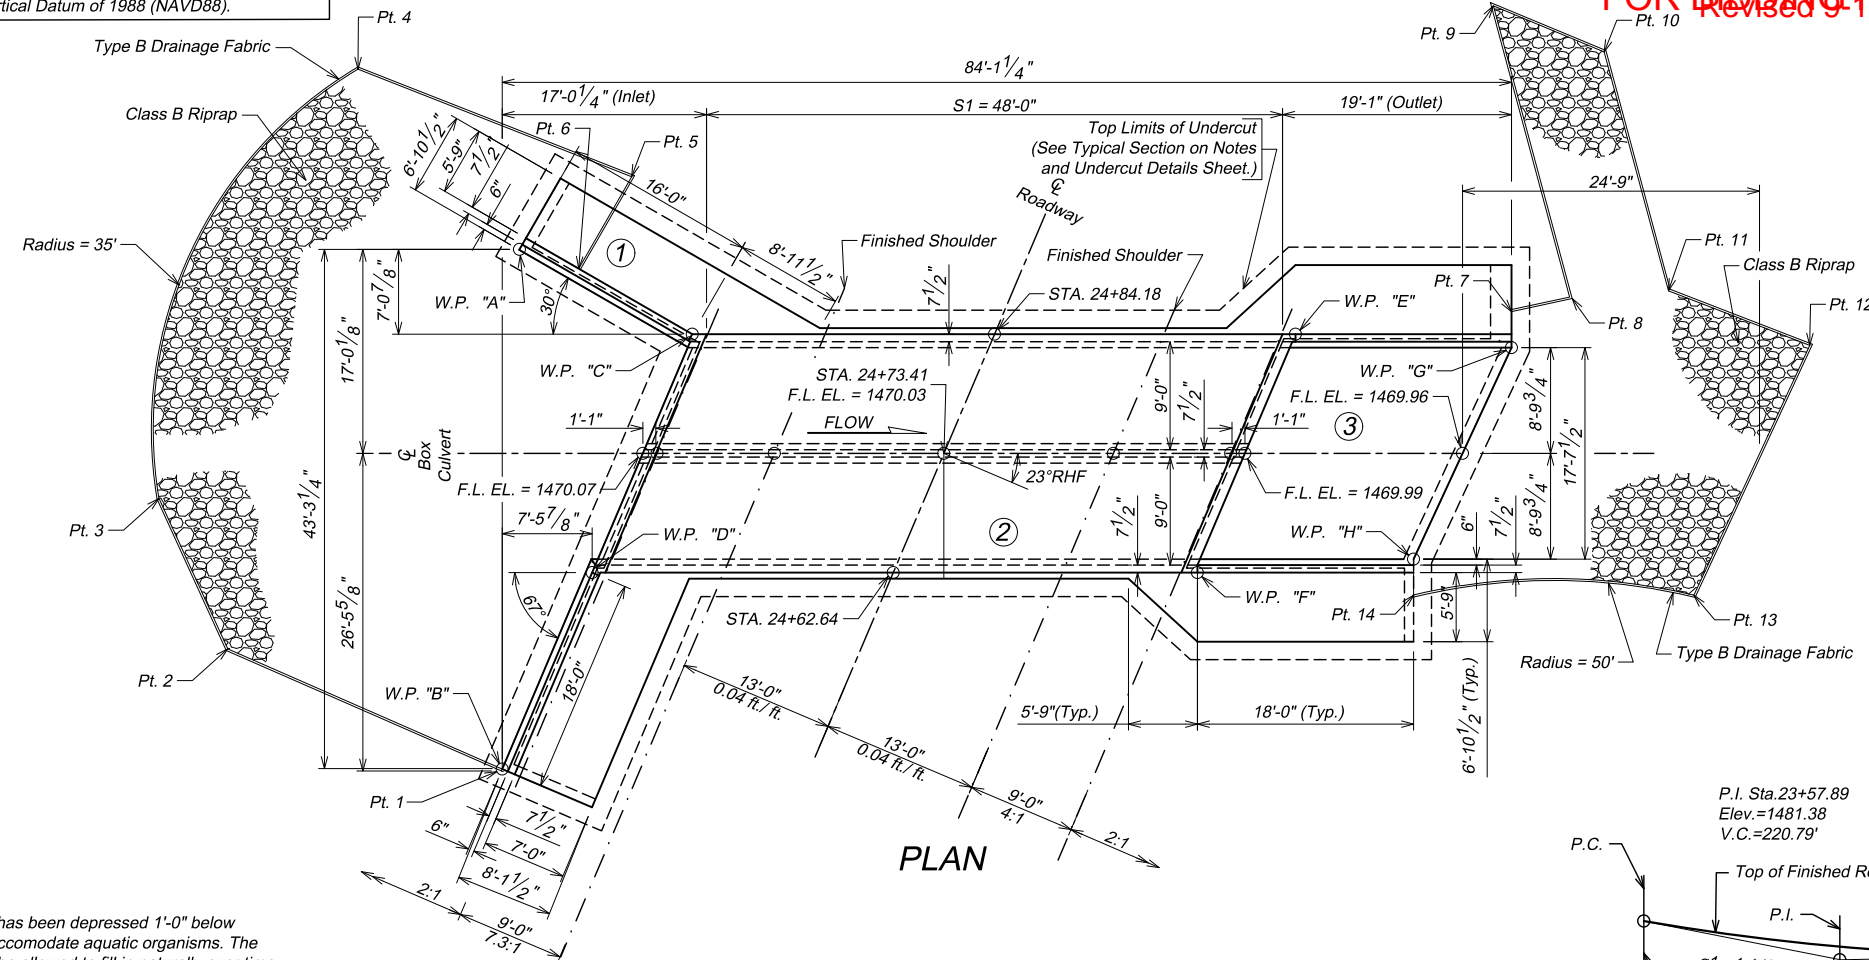 rtical Datum of 1988 (NAVD88).
Revised 9-1
Pt. 4
Type B Drainage Fabric
Class B Riprap
Radius = 35'
Pt. 3
Pt. 2
Pt. 1
Pt. 6
Pt. 5
84'-1 1/4"
17'-0 1/4" (Inlet)
S1 = 48'-0"
19'-1" (Outlet)
6'-10 1/2"
5'-9"
7 1/2"
6"
16'-0"
8'-11 1/2"
1
W.P. "A"
30°
7'-0 7/8"
17'-0 1/8"
43'-3 1/4"
26'-5 5/8"
Top Limits of Undercut
(See Typical Section on Notes
and Undercut Details Sheet.)
℄
Roadway
Finished Shoulder
Finished Shoulder
7 1/2"
STA. 24+84.18
W.P. "E"
Pt. 7
Pt. 8
Pt. 9
Pt. 10
24'-9"
Pt. 11
Class B Riprap
Pt. 12
W.P. "C"
STA. 24+73.41
F.L. EL. = 1470.03
FLOW
9'-0"
7 1/2"
W.P. "G"
F.L. EL. = 1469.96
8'-9 3/4"
17'-7 1/2"
1'-1"
1'-1"
3
℄
Box
Culvert
F.L. EL. = 1470.07
23°RHF
F.L. EL. = 1469.99
7'-5 7/8"
W.P. "D"
2
7 1/2"
9'-0"
W.P. "H"
6"
7 1/2"
8'-9 3/4"
67°
18'-0"
STA. 24+62.64
W.P. "F"
Pt. 14
5'-9"
6'-10 1/2" (Typ.)
Pt. 13
Type B Drainage Fabric
Radius = 50'
W.P. "B"
13'-0"
0.04 ft./ ft.
13'-0"
0.04 ft./ ft.
9'-0"
4:1
2:1
5'-9"(Typ.)
18'-0" (Typ.)
6"
7 1/2"
7'-0"
8'-1 1/2"
2:1
9'-0"
7.3:1
PLAN
P.I. Sta.23+57.89
Elev.=1481.38
V.C.=220.79'
P.C.
Top of Finished R
P.I.
has been depressed 1'-0" below
ccomodate aquatic organisms. The